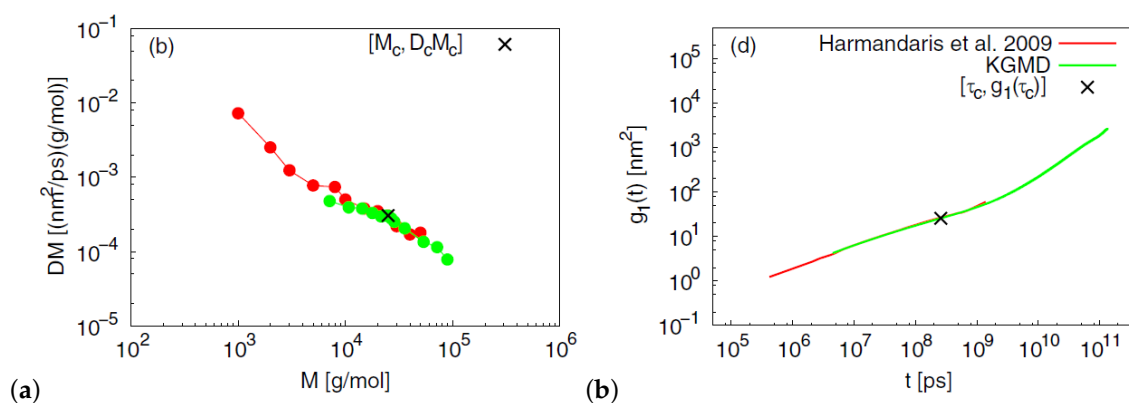 (b)
[M_c, D_cM_c]
10^-1
10^-2
10^-3
10^-4
10^-5
DM [(nm^2/ps)(g/mol)]
10^2 10^3 10^4 10^5 10^6
M [g/mol]
(a)
(d)
Harmandaris et al. 2009
KGMD
[τ_c, g_1(τ_c)]
10^5
10^4
10^3
10^2
10^1
10^0
10^-1
g_1(t) [nm^2]
10^5 10^6 10^7 10^8 10^9 10^10 10^11
t [ps]
(b)